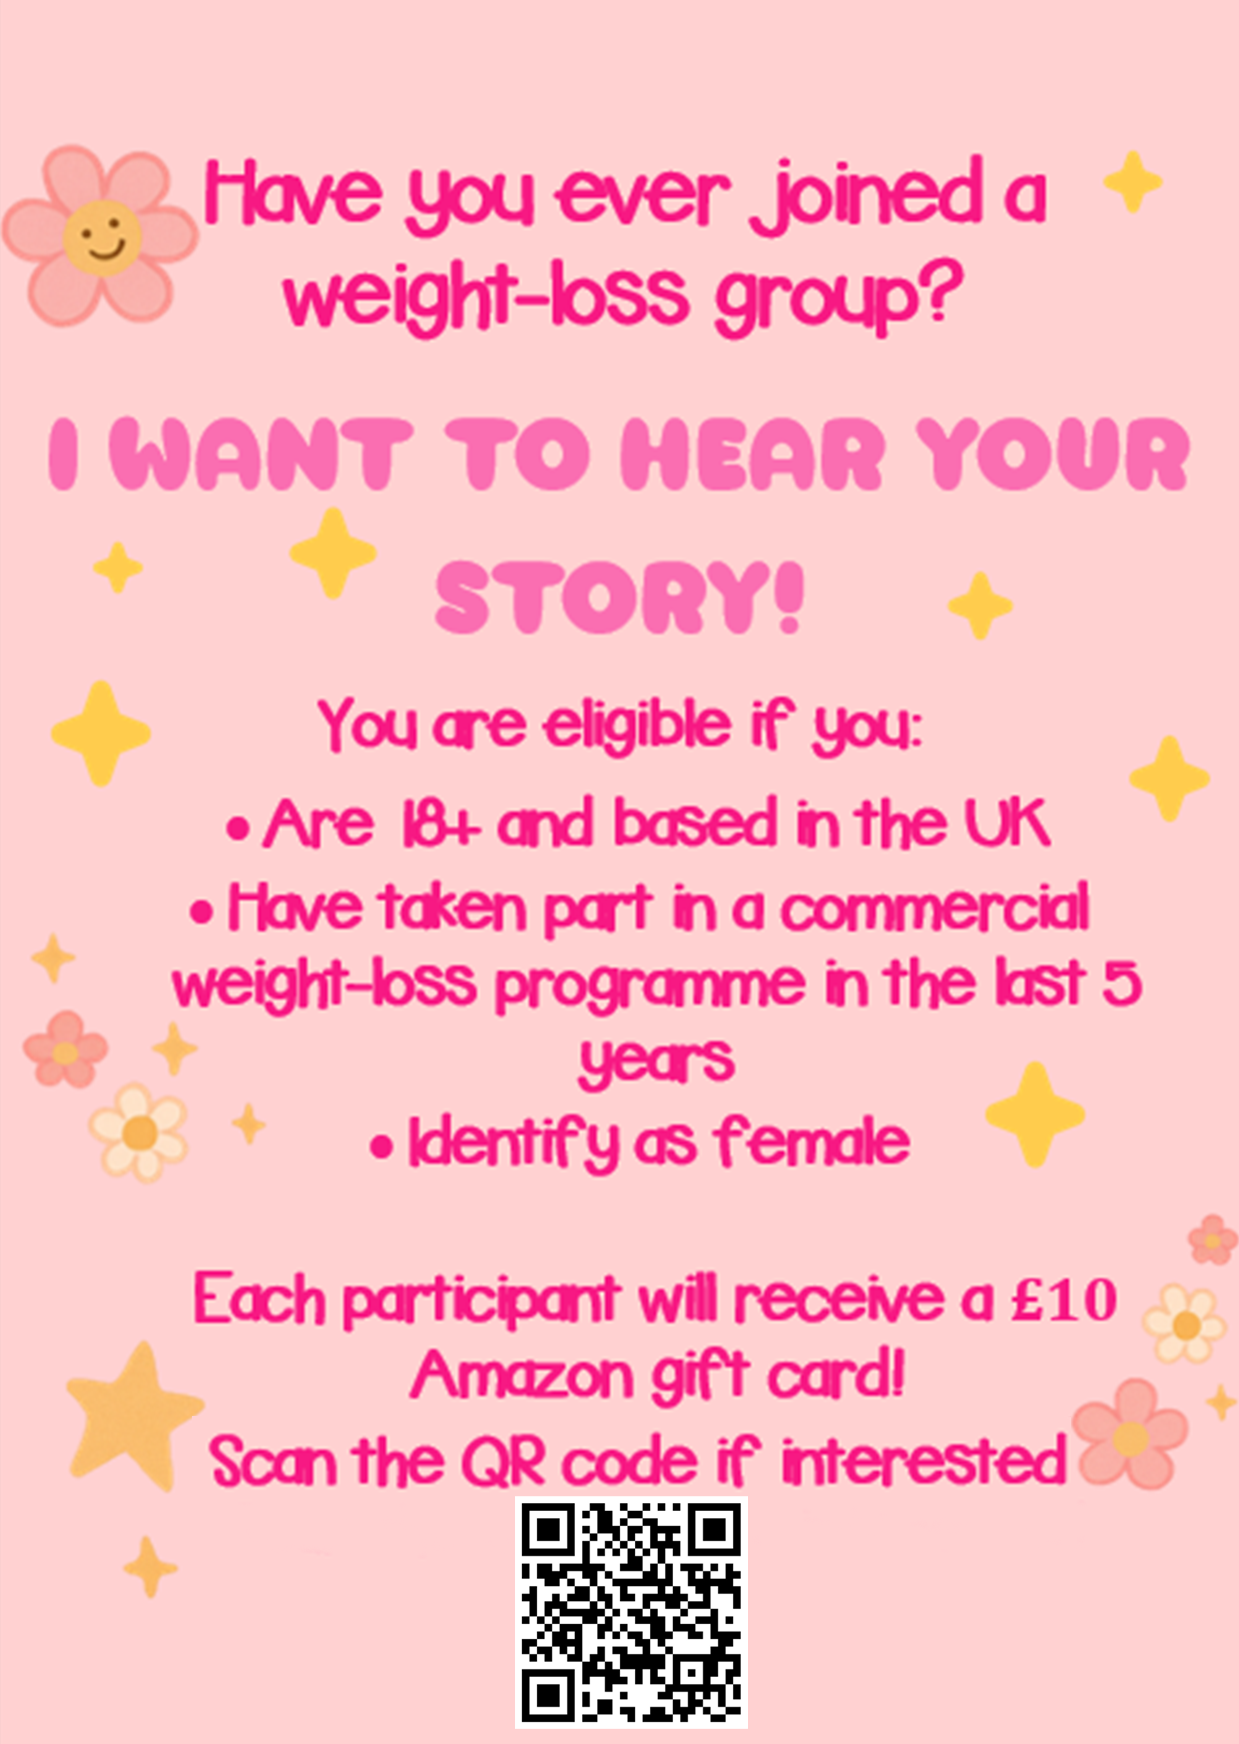 Have you ever joined a
weight-loss group?
I WANT TO HEAR YOUR
STORY!
You are eligible if you:
• Are 18+ and based in the UK
• Have taken part in a commercial
weight-loss programme in the last 5
years
• Identify as female
Each participant will receive a £10
Amazon gift card!
Scan the QR code if interested